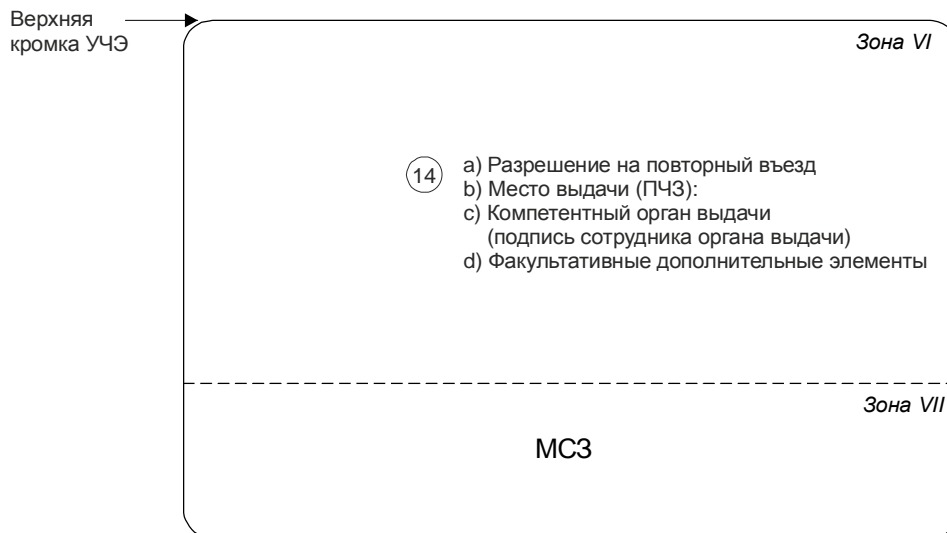 Верхняя
кромка УЧЭ
Зона VI
14
a) Разрешение на повторный въезд
b) Место выдачи (ПЧЗ):
c) Компетентный орган выдачи
(подпись сотрудника органа выдачи)
d) Факультативные дополнительные элементы
Зона VII
МСЗ